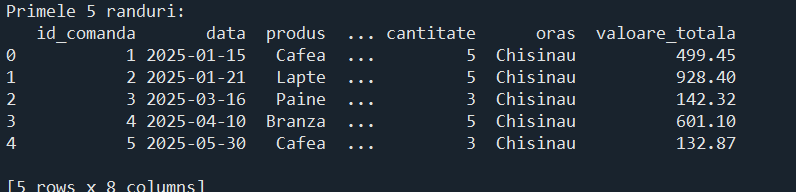 Primele 5 randuri:
id_comanda data produs ... cantitate oras valoare_totala
0 1 2025-01-15 Cafea ... 5 Chisinau 499.45
1 2 2025-01-21 Lapte ... 5 Chisinau 928.40
2 3 2025-03-16 Paine ... 3 Chisinau 142.32
3 4 2025-04-10 Branza ... 5 Chisinau 601.10
4 5 2025-05-30 Cafea ... 3 Chisinau 132.87
[5 rows x 8 columns]